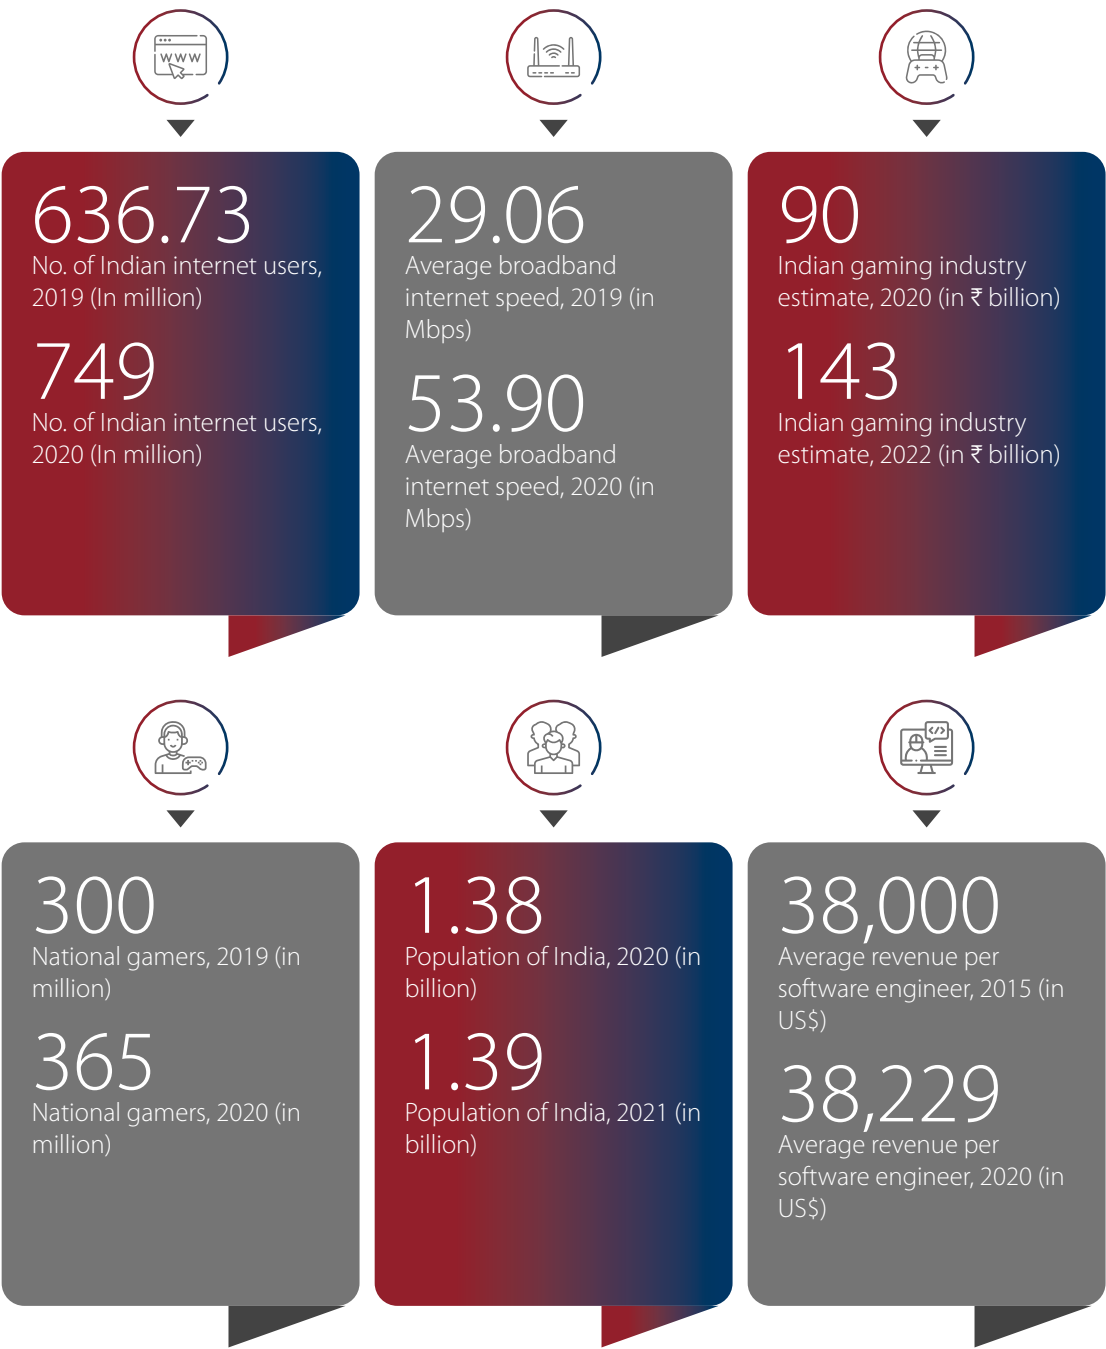 WWW
636.73
No. of Indian internet users,
2019 (In million)
749
No. of Indian internet users,
2020 (In million)
29.06
Average broadband
internet speed, 2019 (in
Mbps)
53.90
Average broadband
internet speed, 2020 (in
Mbps)
90
Indian gaming industry
estimate, 2020 (in ₹ billion)
143
Indian gaming industry
estimate, 2022 (in ₹ billion)
</>
300
National gamers, 2019 (in
million)
365
National gamers, 2020 (in
million)
1.38
Population of India, 2020 (in
billion)
1.39
Population of India, 2021 (in
billion)
38,000
Average revenue per
software engineer, 2015 (in
US$)
38,229
Average revenue per
software engineer, 2020 (in
US$)